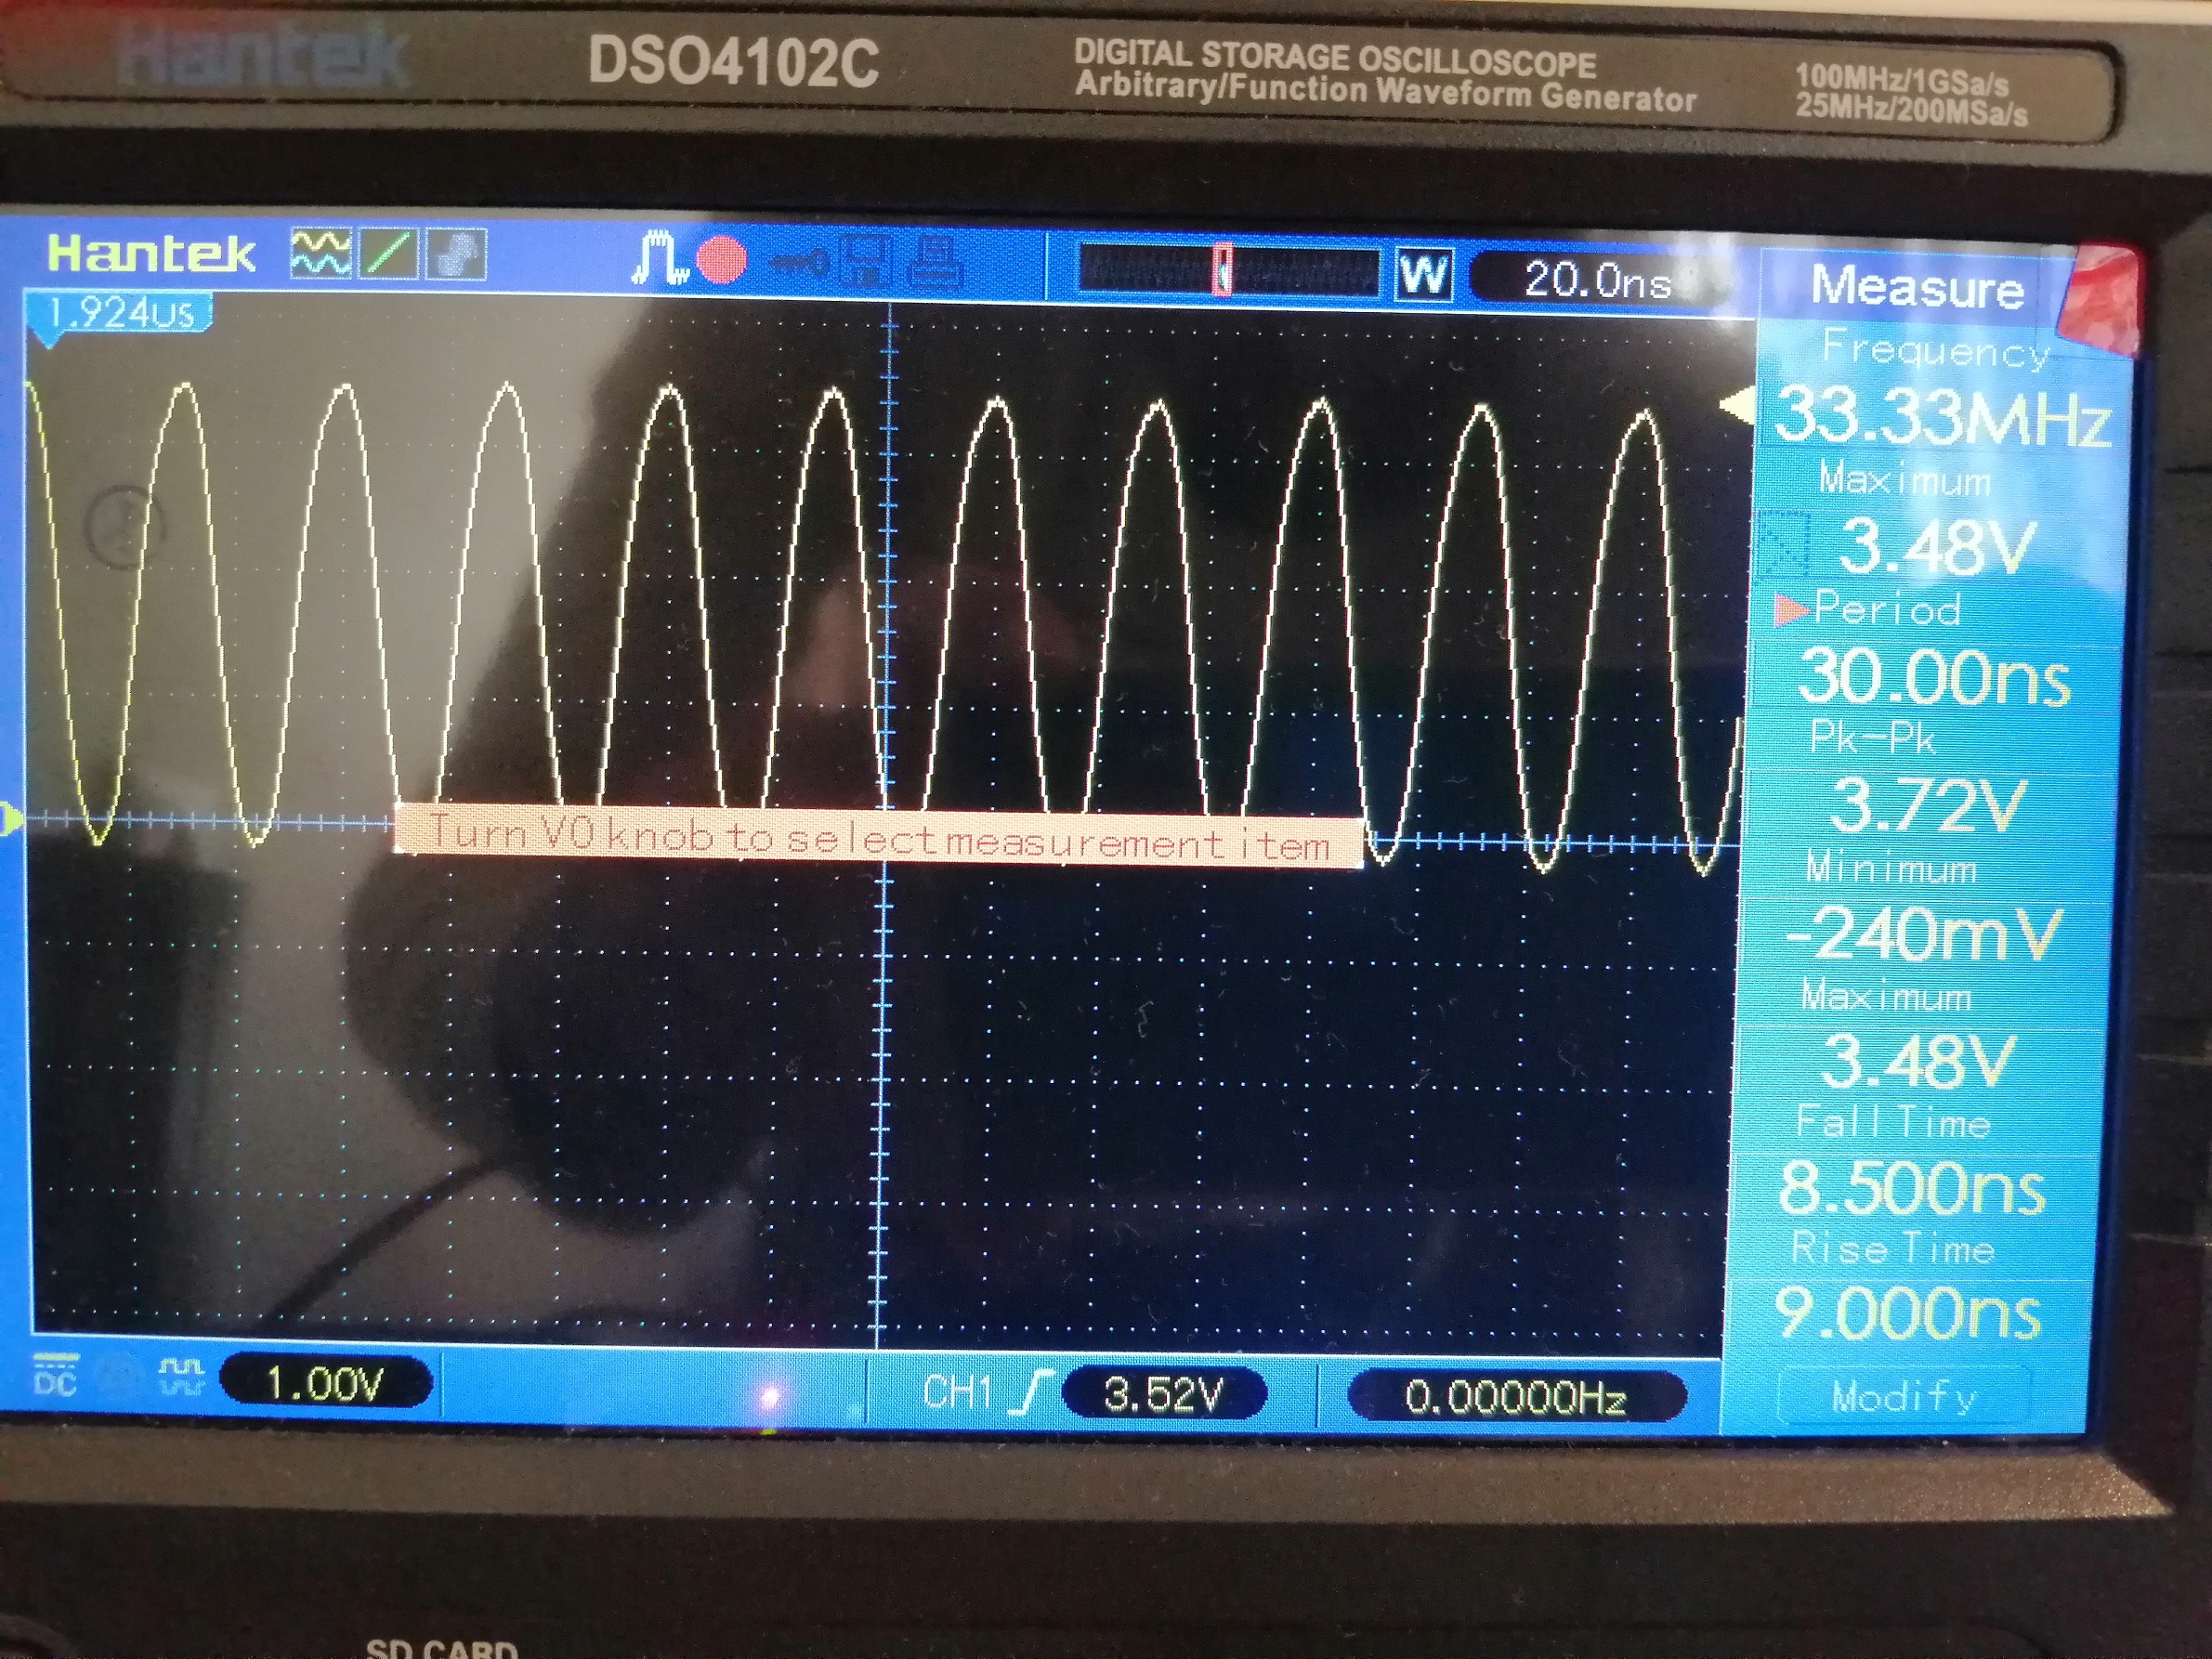 Hantek
DSO4102C
DIGITAL STORAGE OSCILLOSCOPE
Arbitrary/Function Waveform Generator
100MHz/1GSa/s
25MHz/200MSa/s
Hantek
W
20.0ns
1.924US
Measure
Frequency
33.33MHz
Maximum
3.48V
Period
30.00ns
Pk-Pk
3.72V
Minimum
-240mV
Maximum
3.48V
Fall Time
8.500ns
Rise Time
9.000ns
Modify
Turn V0 knob to select measurement item
DC
1.00V
CH1
3.52V
0.00000Hz
SD CARD